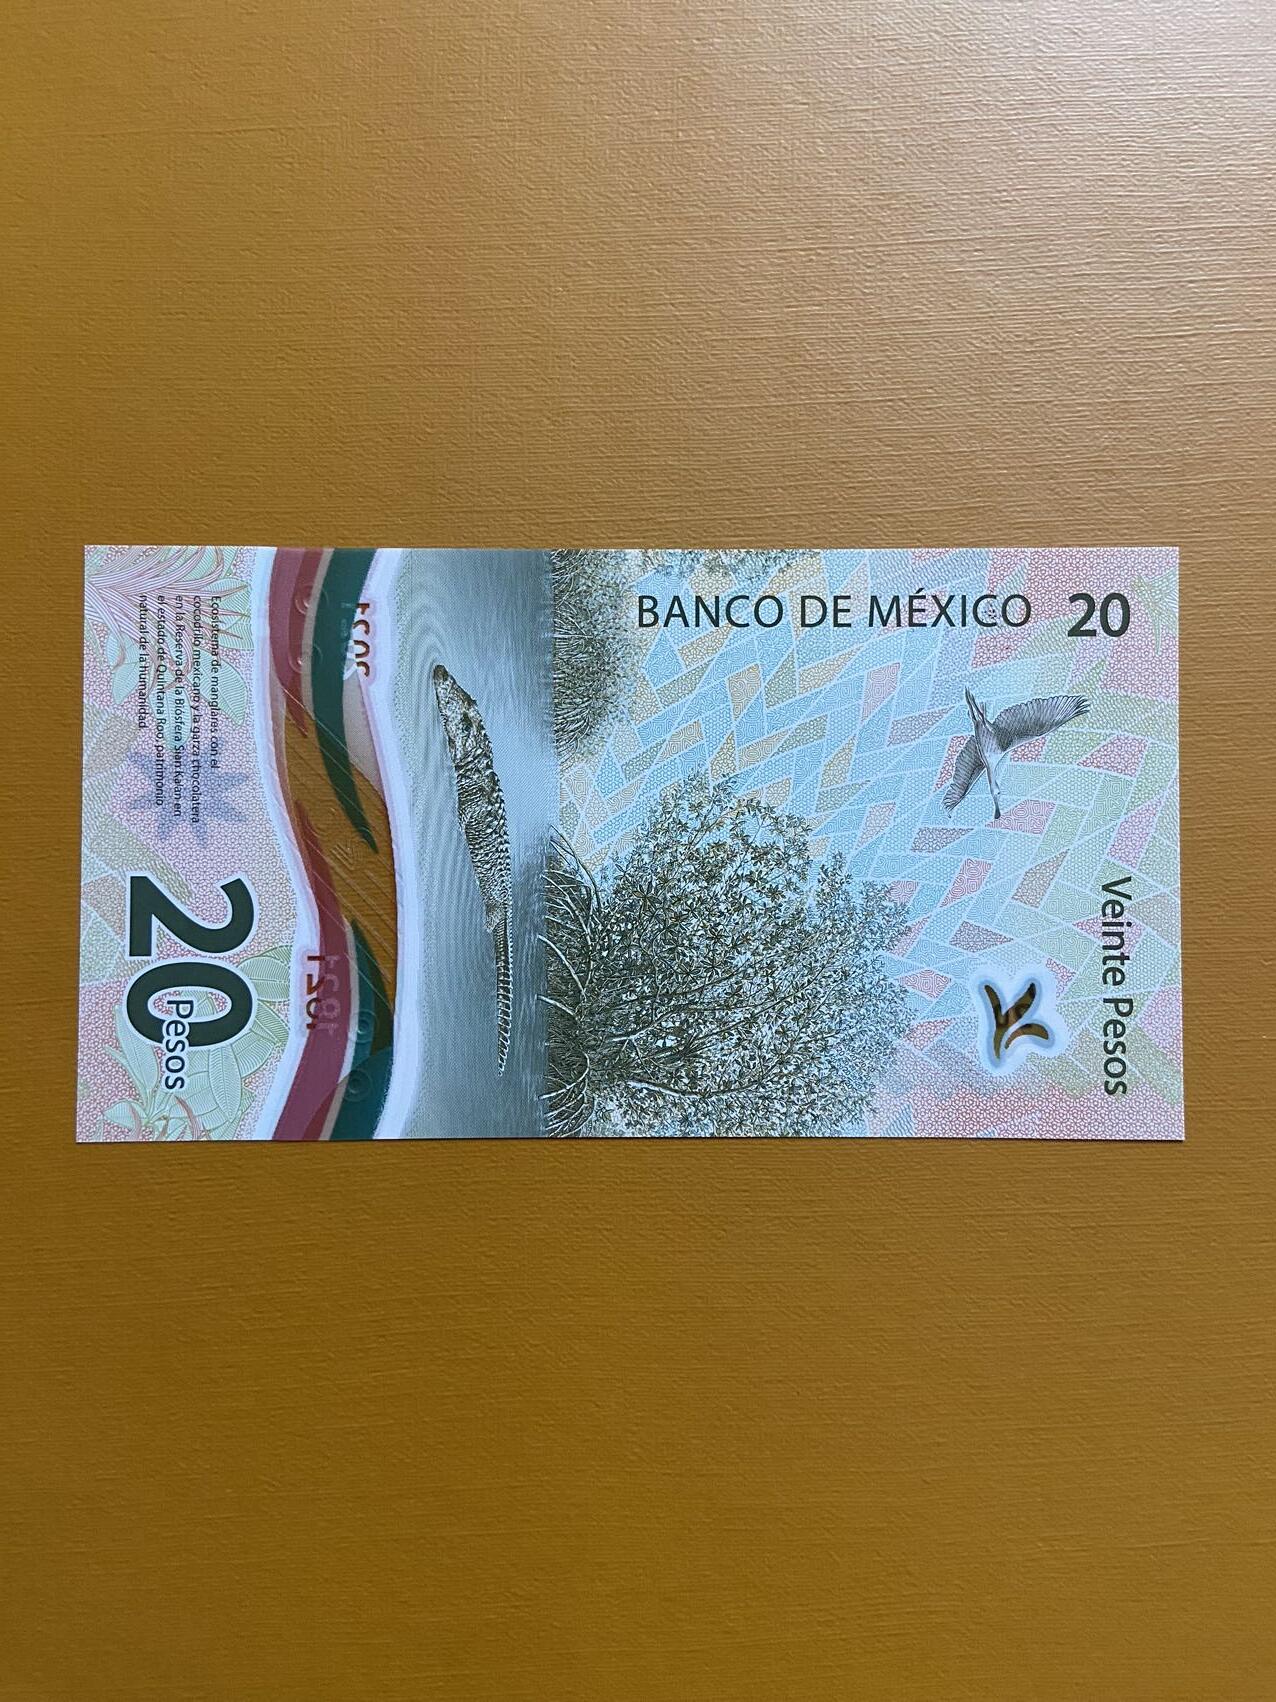 BANCO DE MÉXICO 20
Veinte Pesos
2021
1821
Ecosistema de manglares con el
cocodrilo mexicano y la garza chocolatera
en la Reserva de la Biosfera Sian Ka'an en
el estado de Quintana Roo, patrimonio
natural de la humanidad
20
Pesos